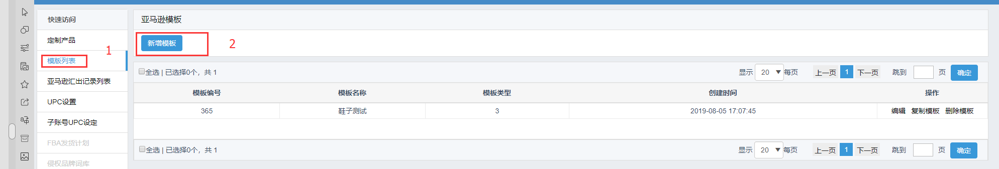 快速访问
定制产品
模版列表
1
亚马逊汇出记录列表
UPC设置
子账号UPC设定
FBA发货计划
侵权品牌词库
亚马逊模板
新增模板
2
全选 | 已选择0个，共 1
显示 20 每页 上一页 1 下一页 跳到 页 确定
模板编号 模板名称 模板类型 创建时间 操作
365 鞋子测试 3 2019-08-05 17:07:45 编辑 复制模板 删除模板
全选 | 已选择0个，共 1
显示 20 每页 上一页 1 下一页 跳到 页 确定